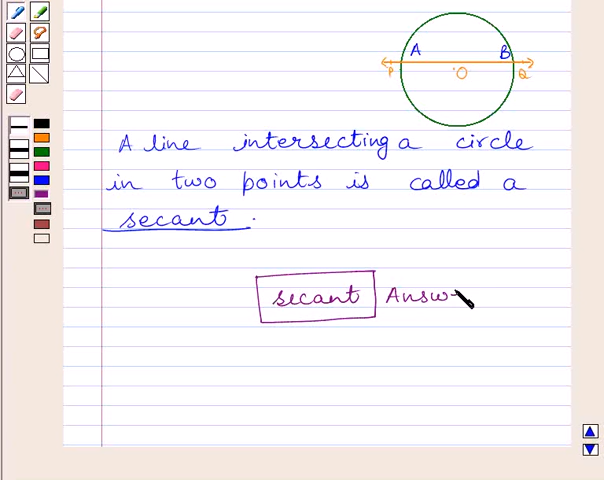 A B
P O Q
A line intersecting a circle
in two points is called a
secant.
secant Answ